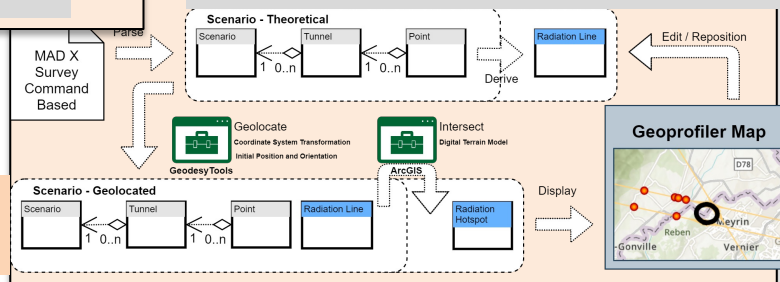 Parse
MAD X
Survey
Command
Based
Scenario - Theoretical
Scenario
Tunnel
Point
1 0..n
1 0..n
Derive
Radiation Line
Edit / Reposition
Geolocate
Coordinate System Transformation
Initial Position and Orientation
GeodesyTools
Intersect
Digital Terrain Model
ArcGIS
Scenario - Geolocated
Scenario
Tunnel
Point
Radiation Line
1 0..n
1 0..n
Radiation
Hotspot
Display
Geoprofiler Map
D78
Meyrin
Reben
-Gonville
Vernier